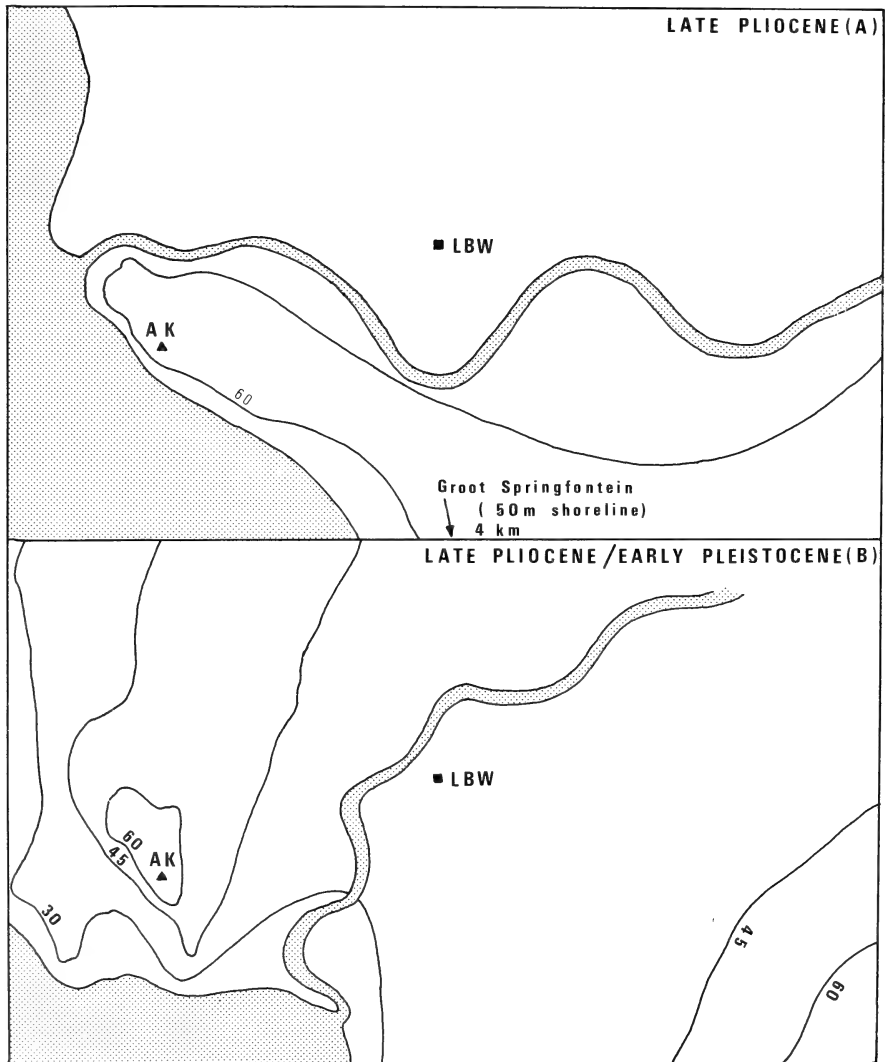 LATE PLIOCENE(A)
LBW
AK
60
Groot Springfontein
( 50m shoreline)
4 km
LATE PLIOCENE/EARLY PLEISTOCENE(B)
LBW
60
45
AK
30
45
60